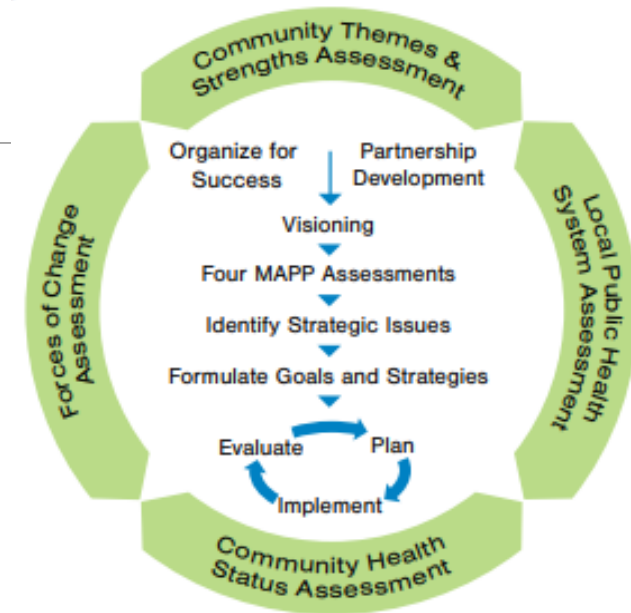 Community Themes &
Strengths Assessment
Organize for
Success
Partnership
Development
Visioning
Four MAPP Assessments
Identify Strategic Issues
Formulate Goals and Strategies
Evaluate
Plan
Implement
Forces of Change
Assessment
Local Public Health
System Assessment
Community Health
Status Assessment